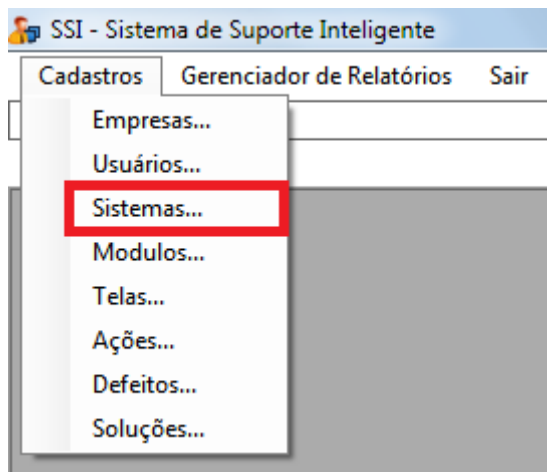 SSI - Sistema de Suporte Inteligente
Cadastros Gerenciador de Relatórios Sair
Empresas...
Usuários...
Sistemas...
Modulos...
Telas...
Ações...
Defeitos...
Soluções...